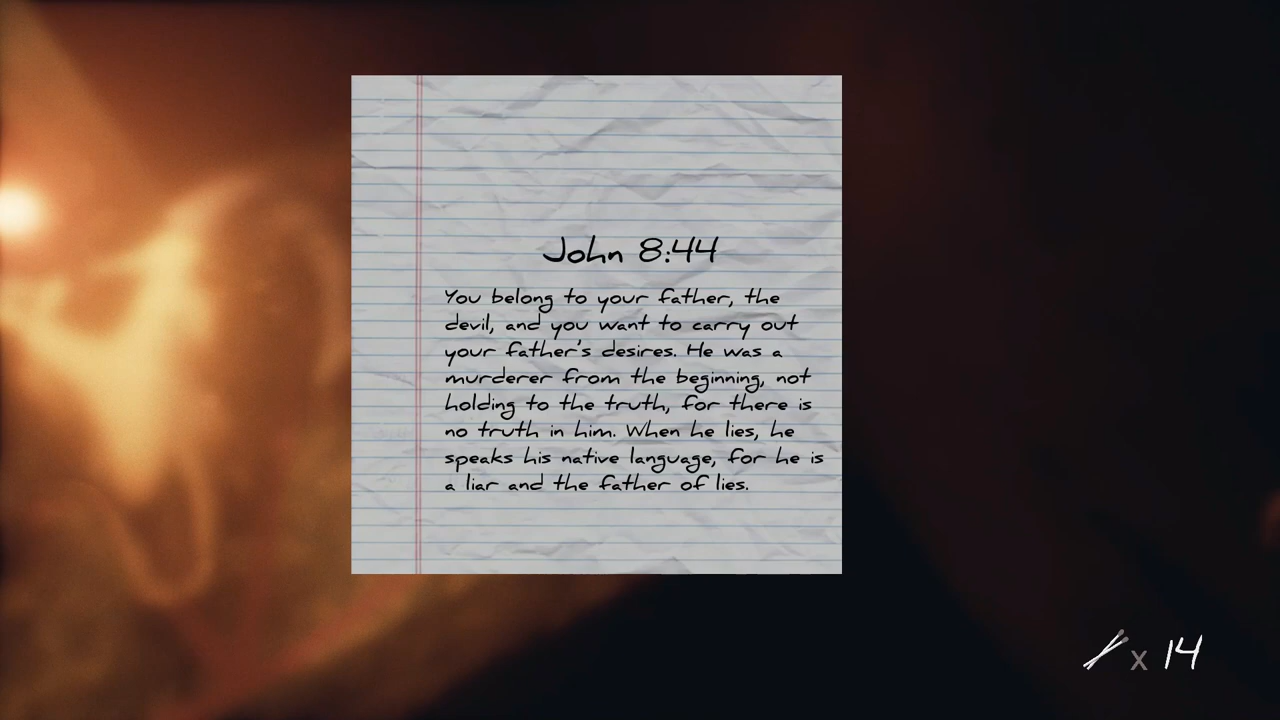 John 8:44
You belong to your father, the
devil, and you want to carry out
your father's desires. He was a
murderer from the beginning, not
holding to the truth, for there is
no truth in him. When he lies, he
speaks his native language, for he is
a liar and the father of lies.
x 14